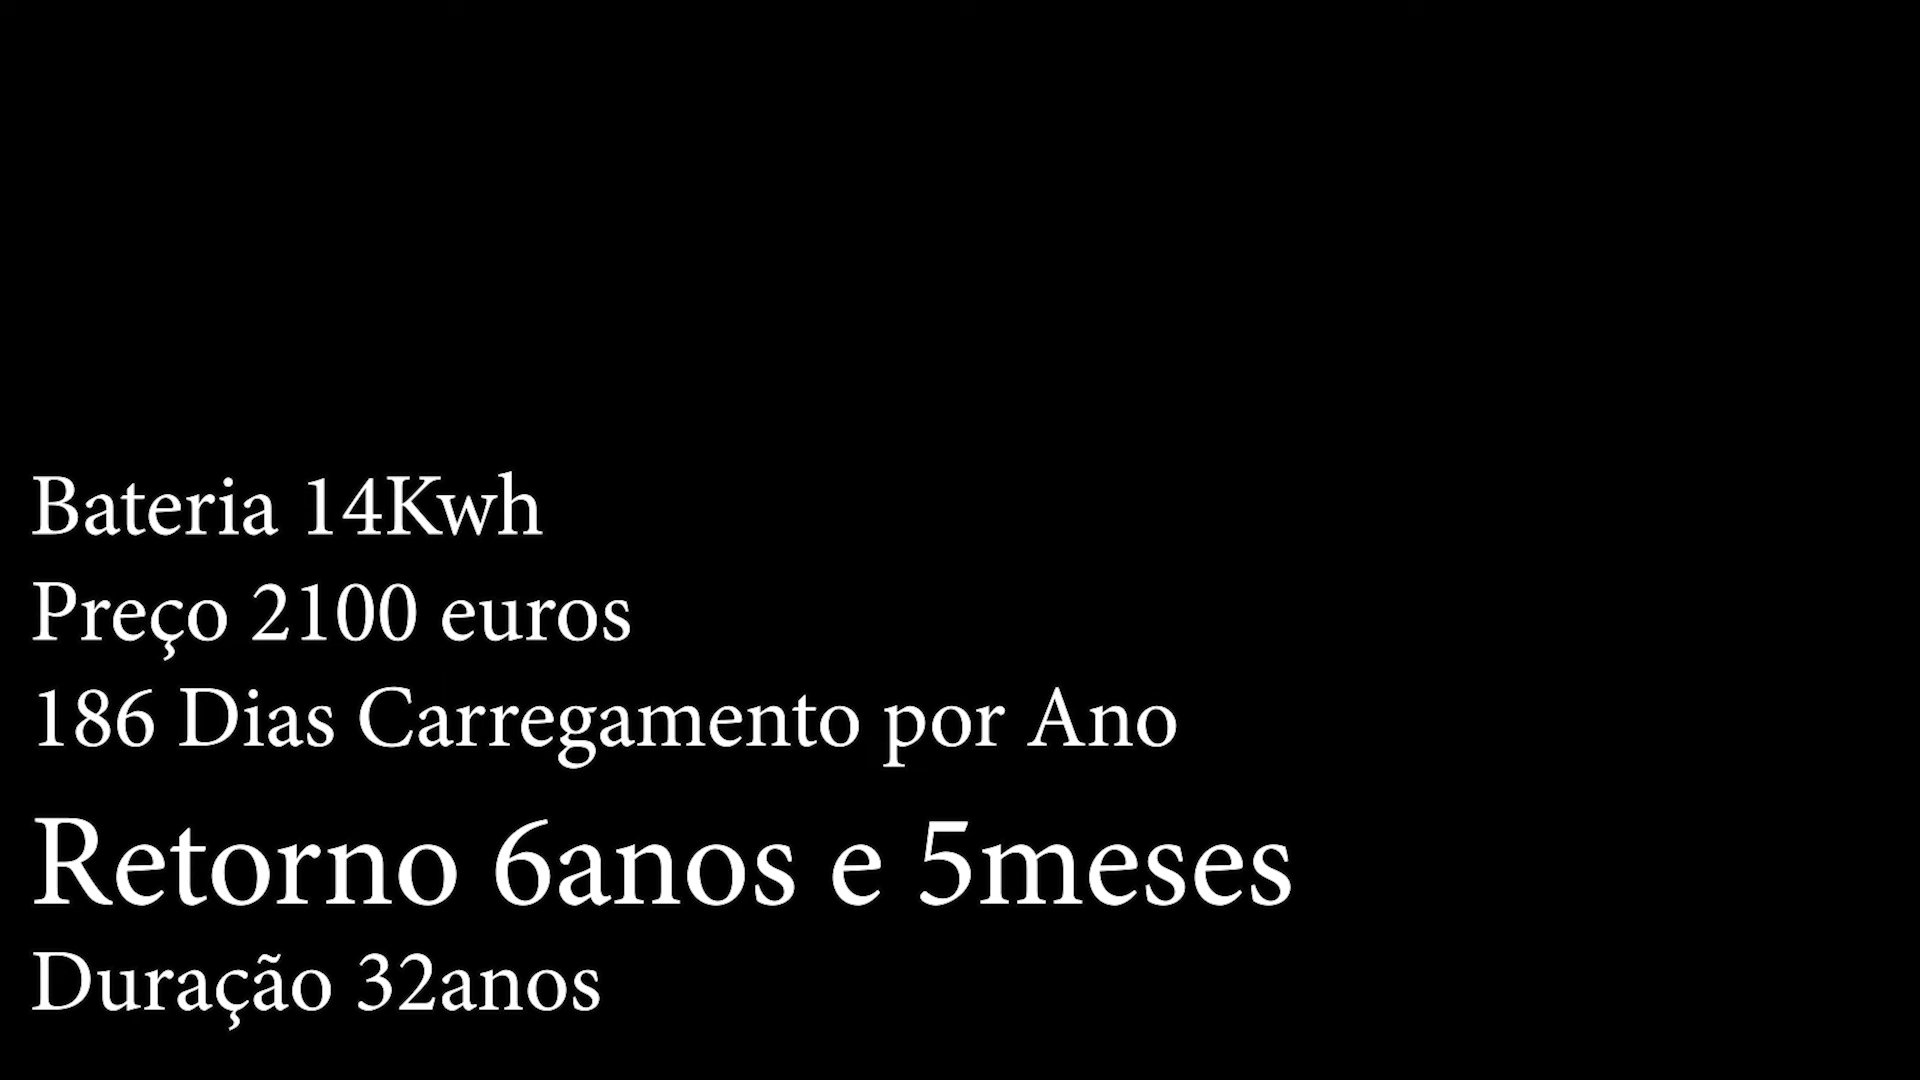 Bateria 14Kwh
Preço 2100 euros
186 Dias Carregamento por Ano
Retorno 6anos e 5meses
Duração 32anos